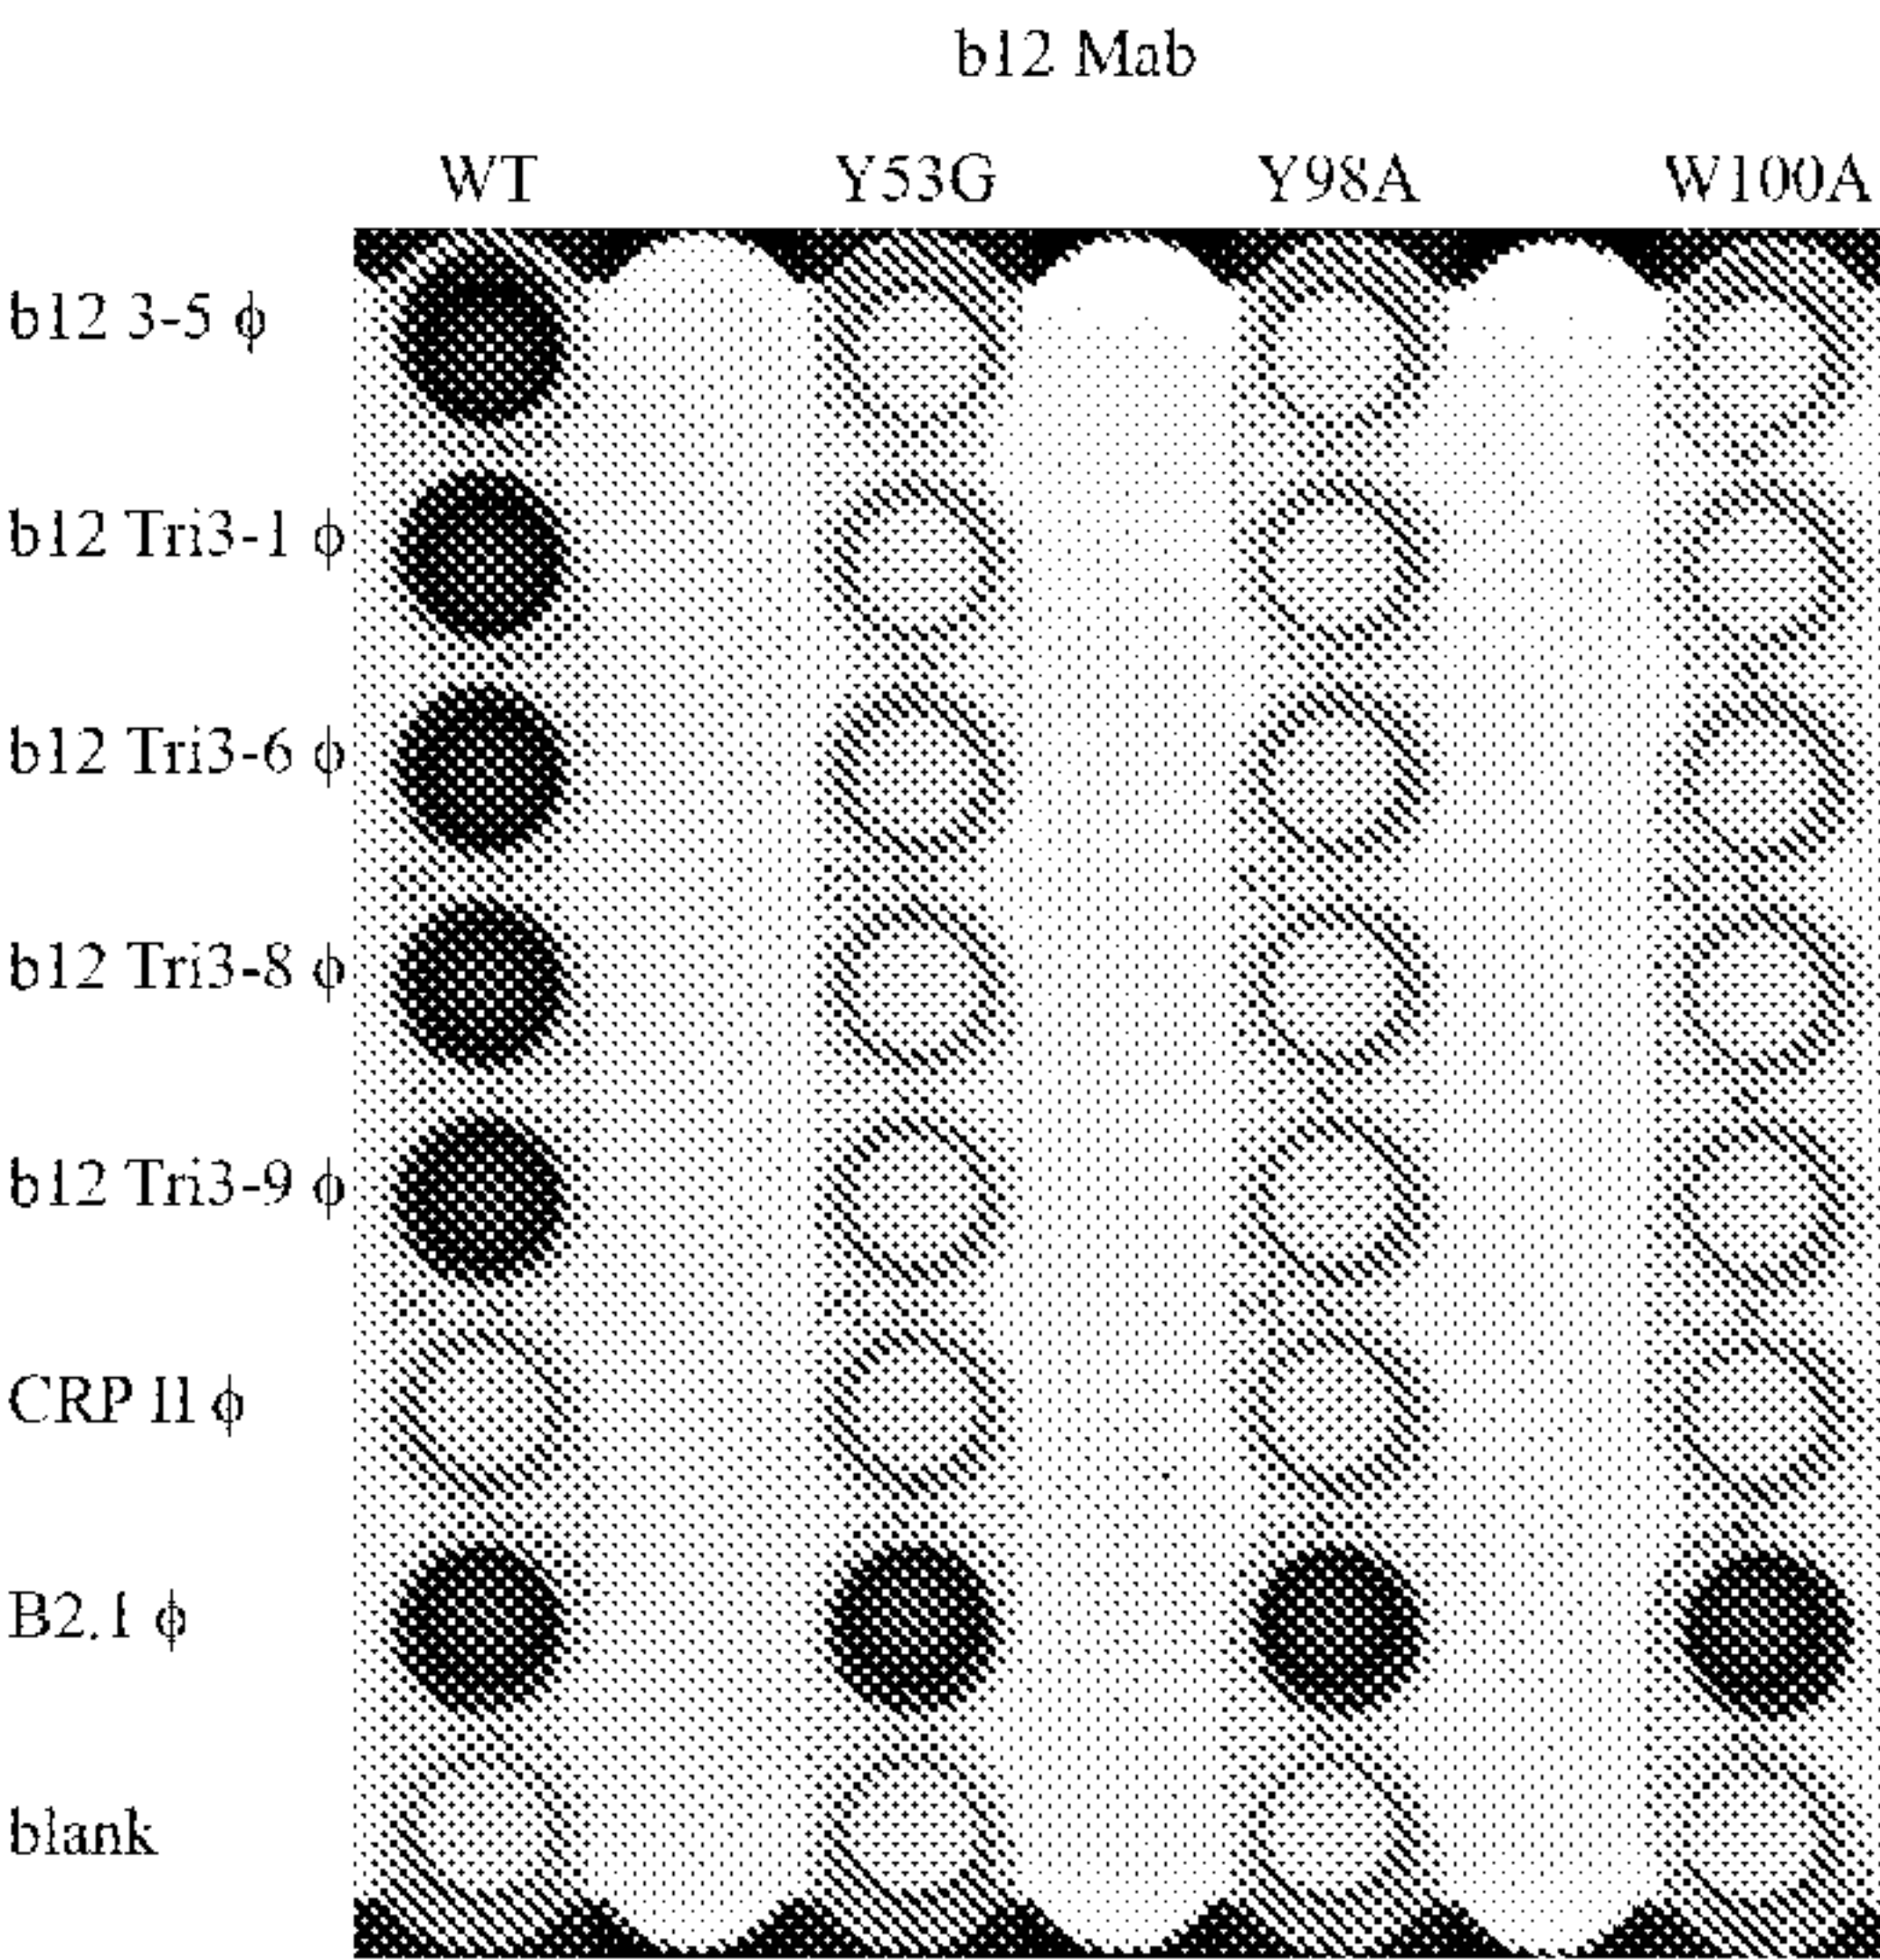 b12 Mab
WT Y53G Y98A W100A
b12 3-5 ϕ
b12 Tri3-1 ϕ
b12 Tri3-6 ϕ
b12 Tri3-8 ϕ
b12 Tri3-9 ϕ
CRP II ϕ
B2.1 ϕ
blank